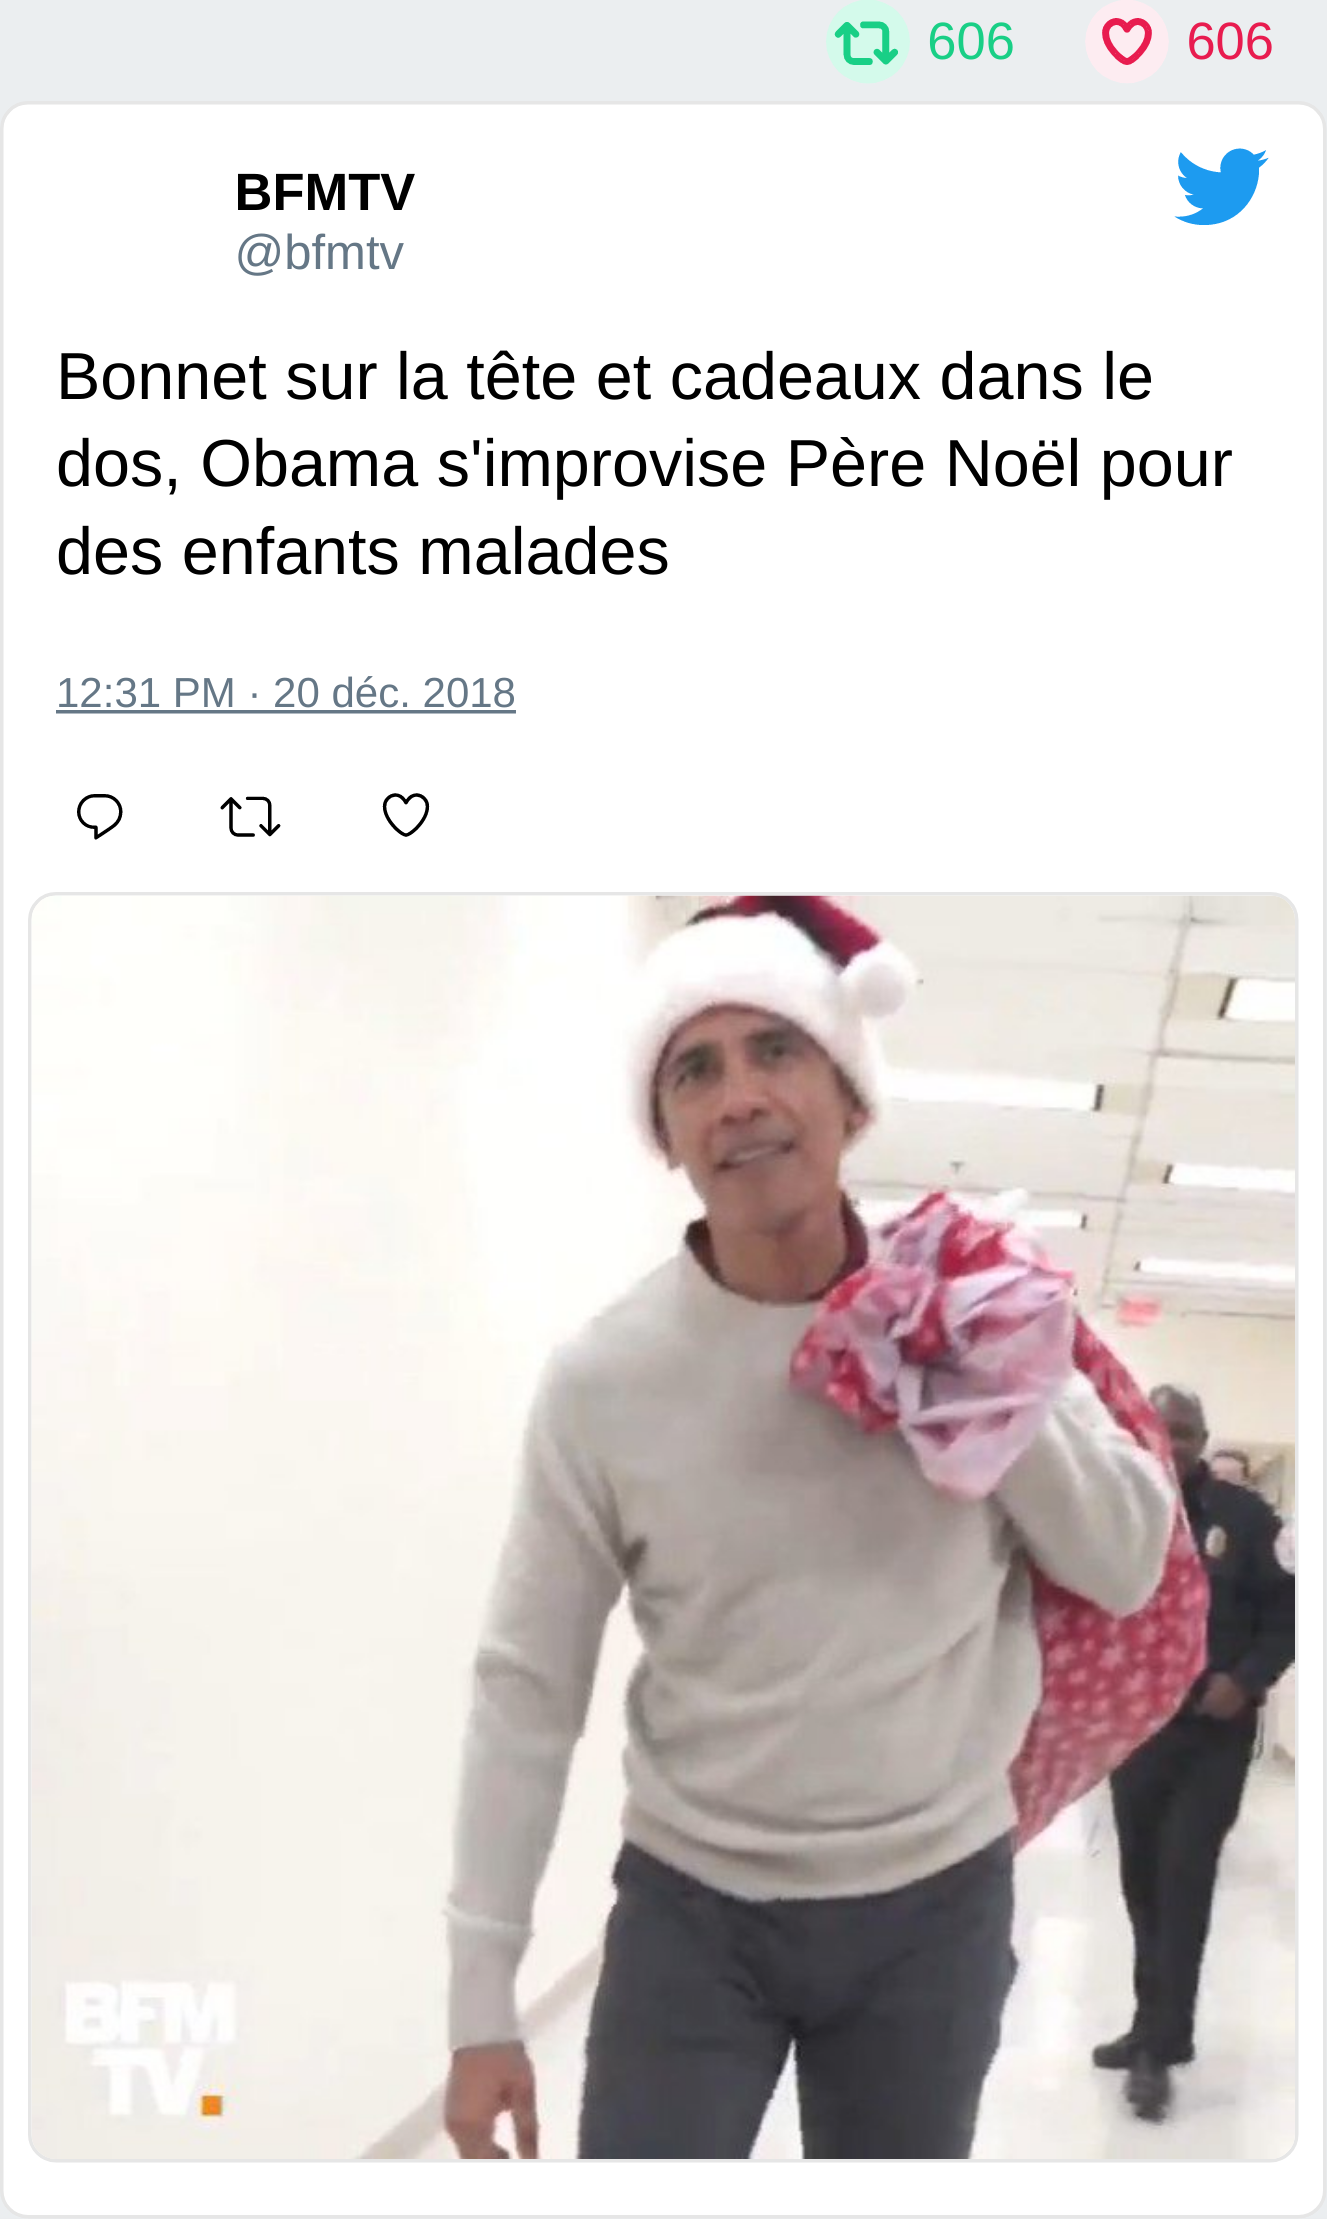 606 606
BFMTV
@bfmtv
Bonnet sur la tête et cadeaux dans le
dos, Obama s'improvise Père Noël pour
des enfants malades
12:31 PM · 20 déc. 2018
BFM
TV.